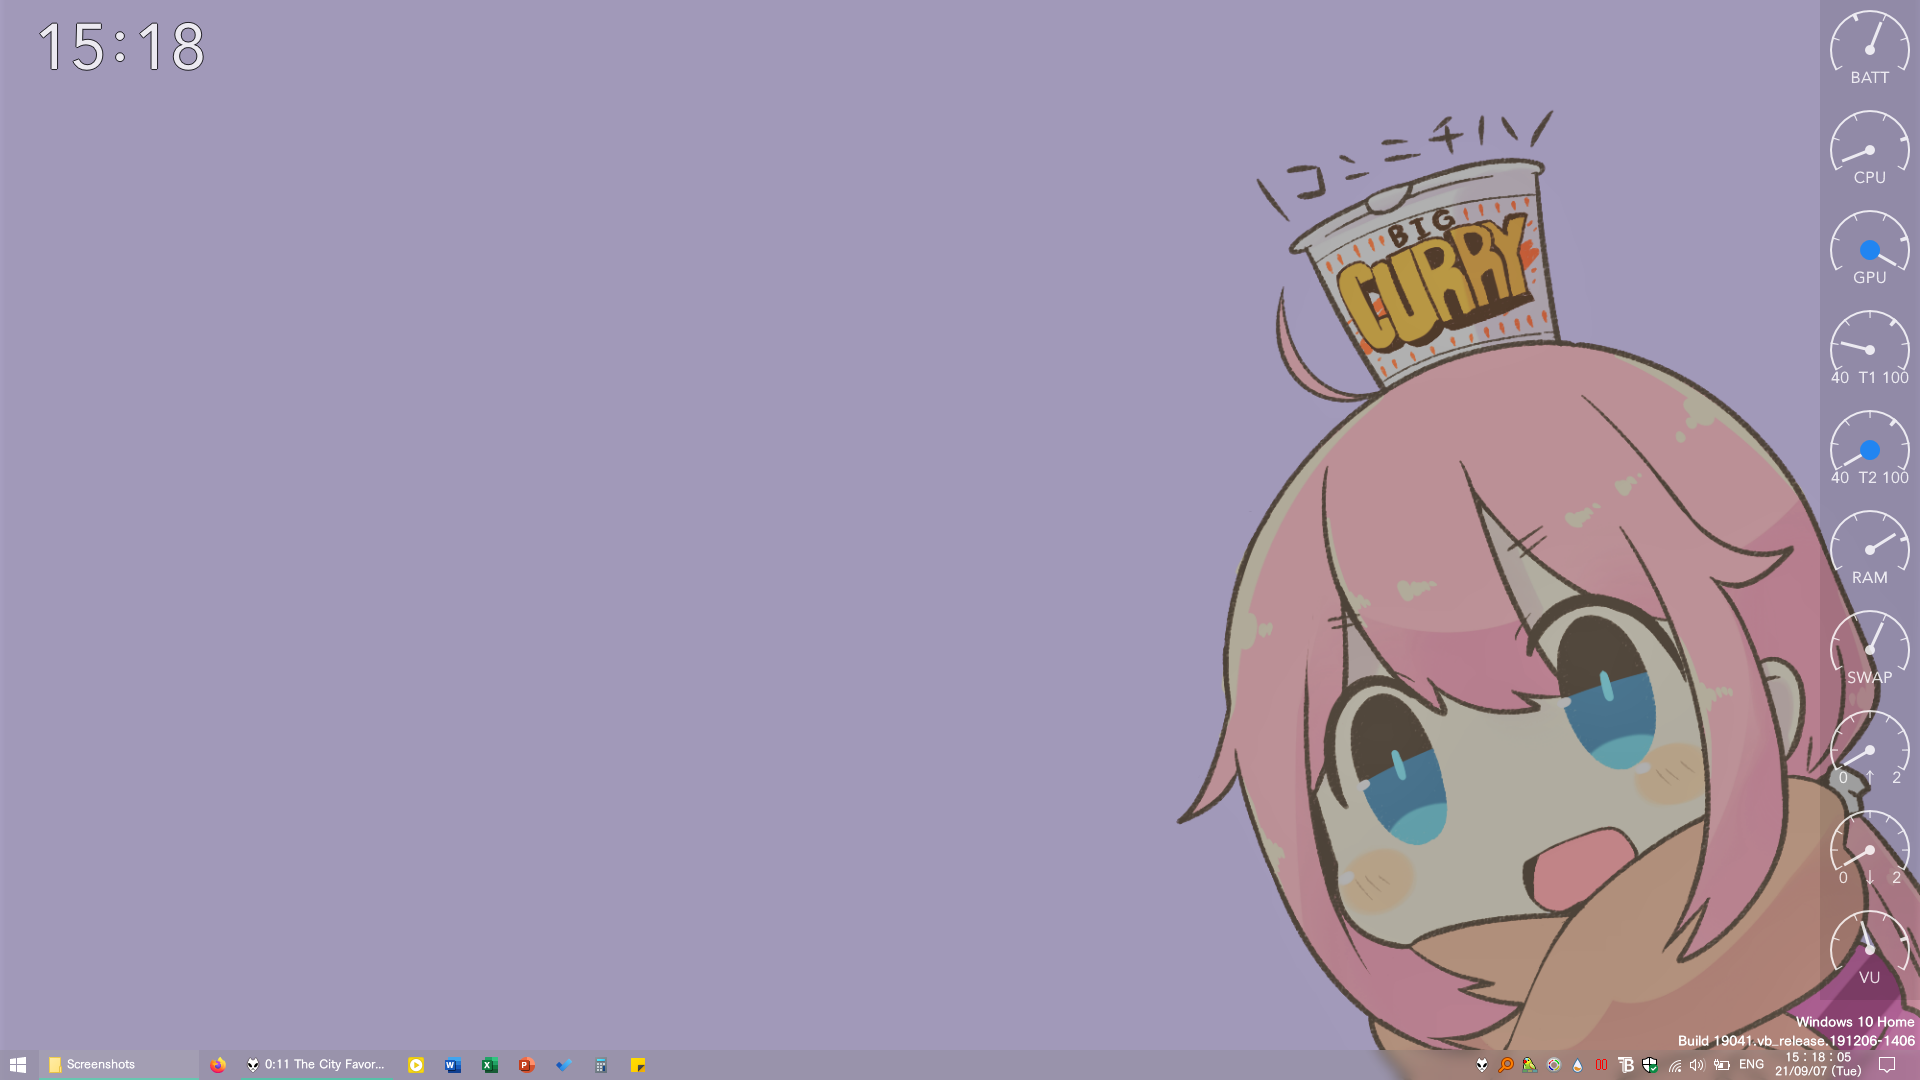 15:18
コンニチハ
BIG
CURRY
BATT
CPU
GPU
40 T1 100
40 T2 100
RAM
SWAP
0 ↑ 2
0 ↓ 2
VU
Windows 10 Home
Build 19041.vb_release.191206-1406
Screenshots
0:11 The City Favor...
ENG
15 : 18 : 05
21/09/07 (Tue)